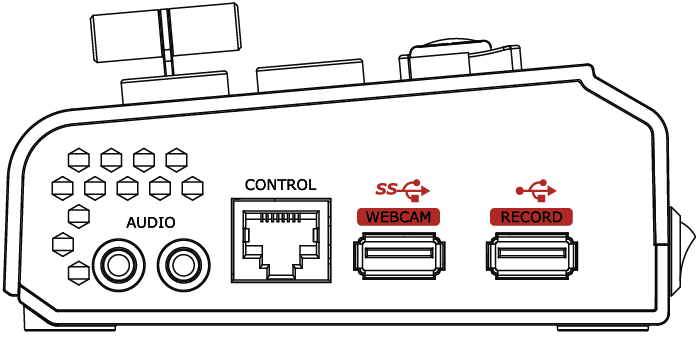 CONTROL
SS
WEBCAM
RECORD
AUDIO